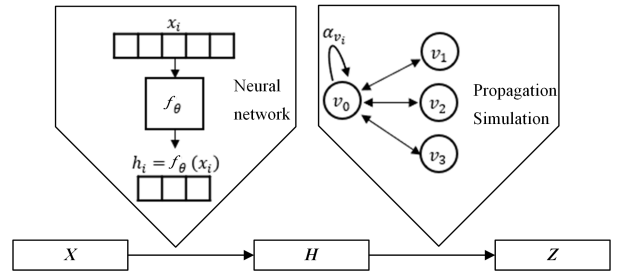 x_i
f_θ
Neural
network
h_i = f_θ (x_i)
α_{v_i}
v_0
v_1
v_2
v_3
Propagation
Simulation
X
H
Z